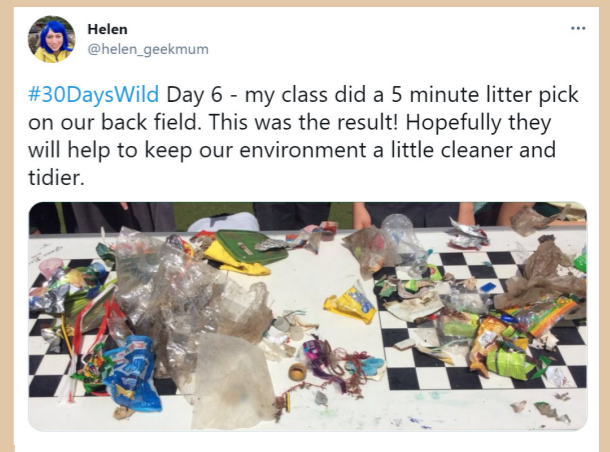 Helen
@helen_geekmum
#30DaysWild Day 6 - my class did a 5 minute litter pick
on our back field. This was the result! Hopefully they
will help to keep our environment a little cleaner and
tidier.